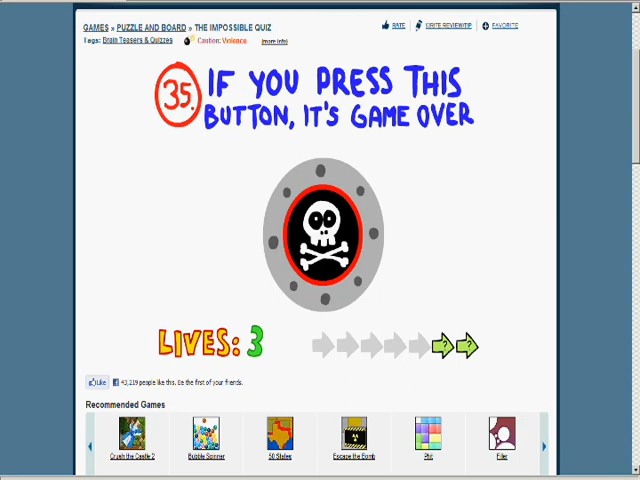 GAMES » PUZZLE AND BOARD » THE IMPOSSIBLE QUIZ
RATE
WRITE REVIEW/TIP
FAVORITE
Tags: Brain Teasers & Quizzes
Caution: Violence
(more info)
35. IF YOU PRESS THIS
BUTTON, IT'S GAME OVER
LIVES: 3
? ?
Like
43,219 people like this. Be the first of your friends.
Recommended Games
Crush the Castle 2
Bubble Spinner
50 States
Escape the Bomb
Filler